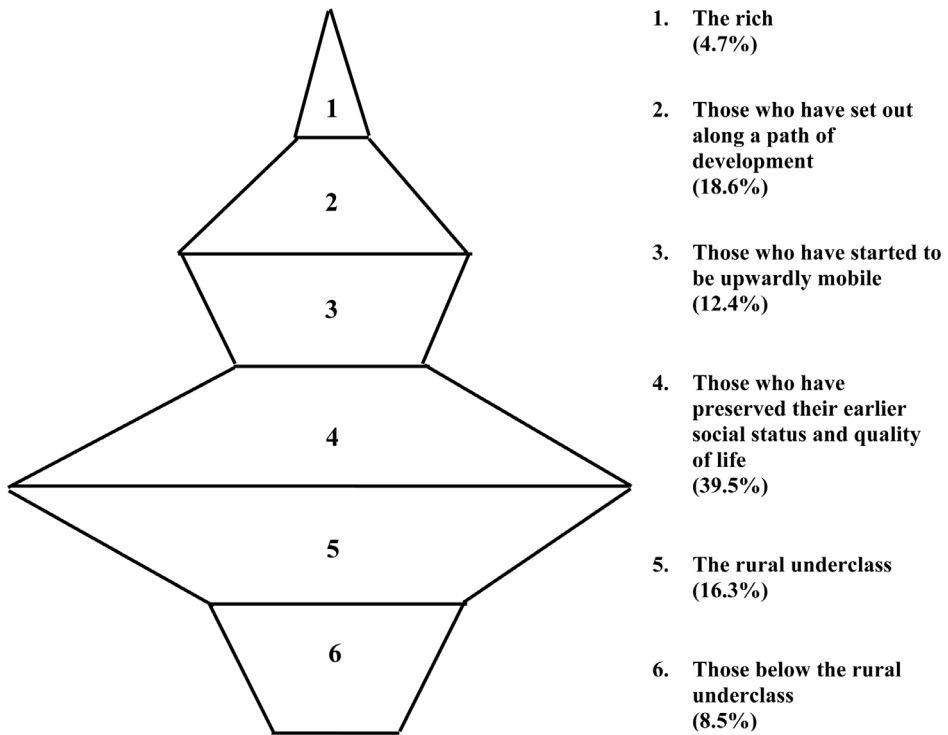 1
2
3
4
5
6
1. The rich
(4.7%)
2. Those who have set out
along a path of
development
(18.6%)
3. Those who have started to
be upwardly mobile
(12.4%)
4. Those who have
preserved their earlier
social status and quality
of life
(39.5%)
5. The rural underclass
(16.3%)
6. Those below the rural
underclass
(8.5%)